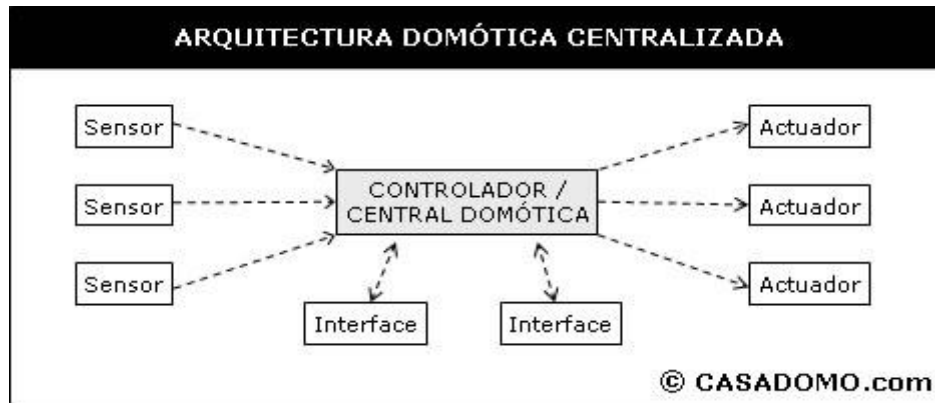 ARQUITECTURA DOMÓTICA CENTRALIZADA
Sensor
Actuador
CONTROLADOR /
CENTRAL DOMÓTICA
Sensor
Actuador
Sensor
Actuador
Interface
Interface
© CASADOMO.com